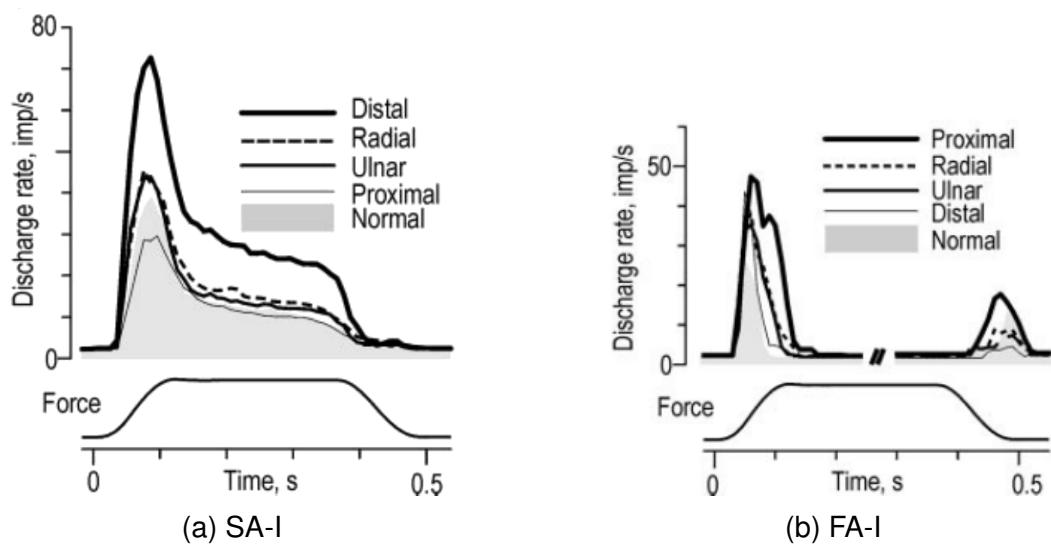 80
Discharge rate, imp/s
0
Distal
Radial
Ulnar
Proximal
Normal
Force
0
Time, s
0.5
(a) SA-I
Discharge rate, imp/s
50
0
Proximal
Radial
Ulnar
Distal
Normal
Force
0
Time, s
0.5
(b) FA-I